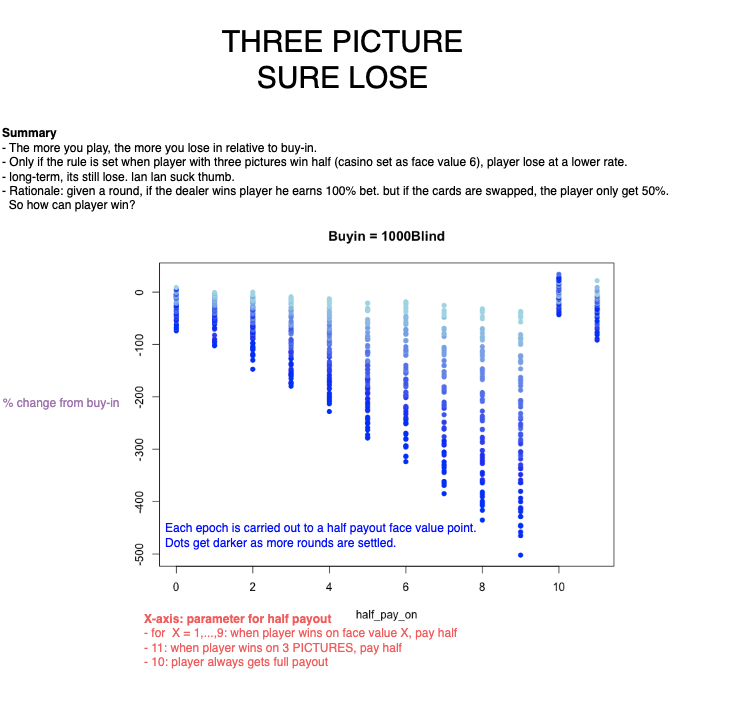 THREE PICTURE
SURE LOSE
Summary
- The more you play, the more you lose in relative to buy-in.
- Only if the rule is set when player with three pictures win half (casino set as face value 6), player lose at a lower rate.
- long-term, its still lose. lan lan suck thumb.
- Rationale: given a round, if the dealer wins player he earns 100% bet. but if the cards are swapped, the player only get 50%.
So how can player win?
Buyin = 1000Blind
0
-100
-200
-300
-400
-500
% change from buy-in
Each epoch is carried out to a half payout face value point.
Dots get darker as more rounds are settled.
0 2 4 6 8 10
half_pay_on
X-axis: parameter for half payout
- for X = 1,...,9: when player wins on face value X, pay half
- 11: when player wins on 3 PICTURES, pay half
- 10: player always gets full payout